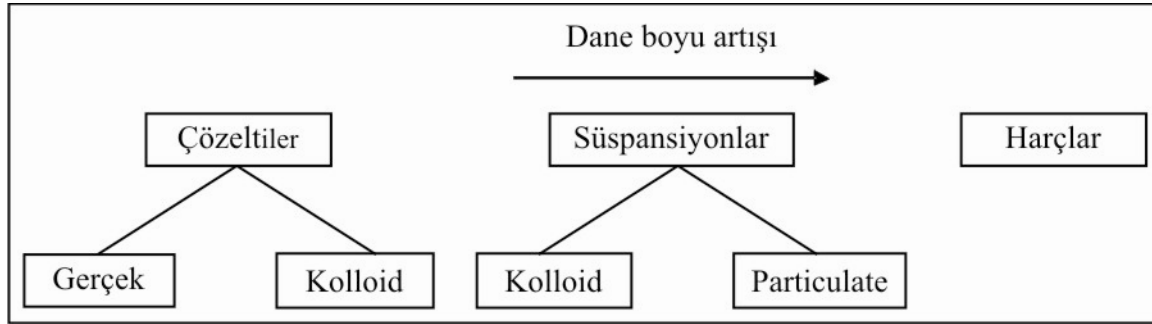 Dane boyu artışı
Çözeltiler
Süspansiyonlar
Harçlar
Gerçek
Kolloid
Kolloid
Particulate